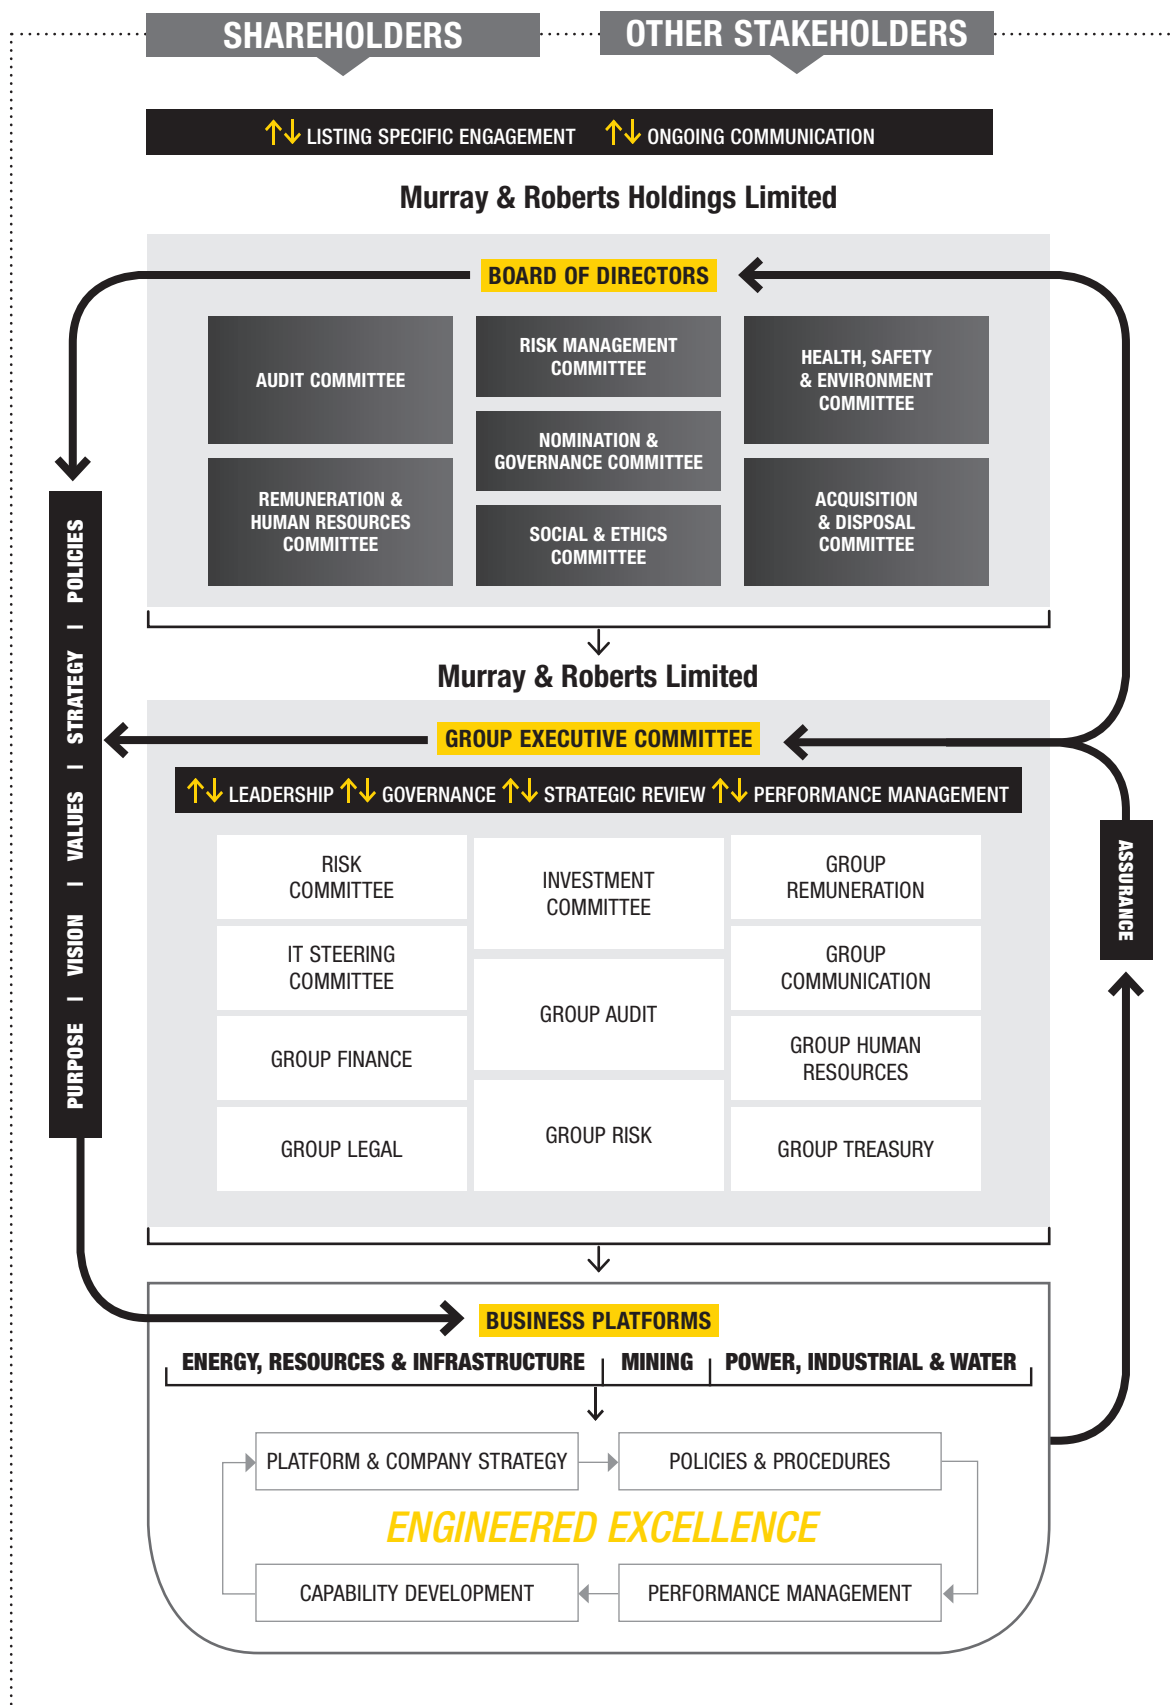 SHAREHOLDERS
OTHER STAKEHOLDERS
LISTING SPECIFIC ENGAGEMENT
ONGOING COMMUNICATION
Murray & Roberts Holdings Limited
BOARD OF DIRECTORS
AUDIT COMMITTEE
RISK MANAGEMENT
COMMITTEE
HEALTH, SAFETY
& ENVIRONMENT
COMMITTEE
NOMINATION &
GOVERNANCE COMMITTEE
REMUNERATION &
HUMAN RESOURCES
COMMITTEE
SOCIAL & ETHICS
COMMITTEE
ACQUISITION
& DISPOSAL
COMMITTEE
PURPOSE | VISION | VALUES | STRATEGY | POLICIES
Murray & Roberts Limited
GROUP EXECUTIVE COMMITTEE
LEADERSHIP
GOVERNANCE
STRATEGIC REVIEW
PERFORMANCE MANAGEMENT
RISK
COMMITTEE
INVESTMENT
COMMITTEE
GROUP
REMUNERATION
IT STEERING
COMMITTEE
GROUP
COMMUNICATION
GROUP AUDIT
GROUP FINANCE
GROUP HUMAN
RESOURCES
GROUP LEGAL
GROUP RISK
GROUP TREASURY
ASSURANCE
BUSINESS PLATFORMS
ENERGY, RESOURCES & INFRASTRUCTURE
MINING
POWER, INDUSTRIAL & WATER
PLATFORM & COMPANY STRATEGY
POLICIES & PROCEDURES
ENGINEERED EXCELLENCE
CAPABILITY DEVELOPMENT
PERFORMANCE MANAGEMENT